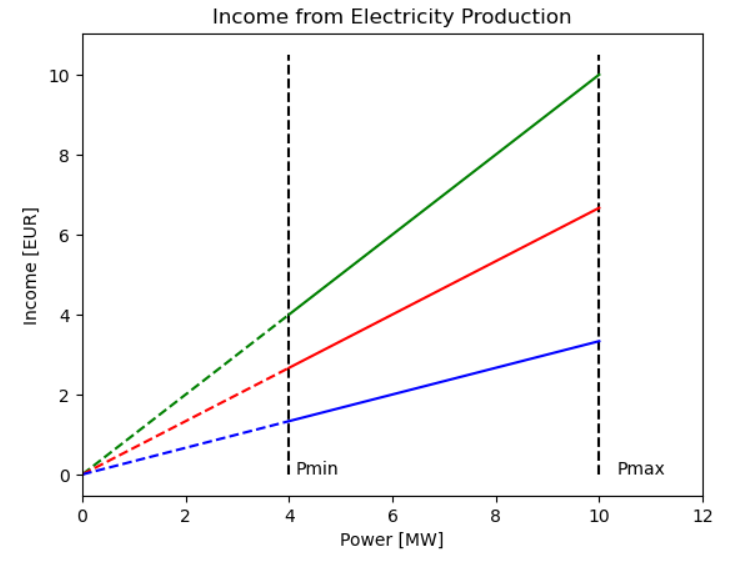 Income from Electricity Production
Income [EUR]
10
8
6
4
2
0
Pmin
Pmax
0 2 4 6 8 10 12
Power [MW]